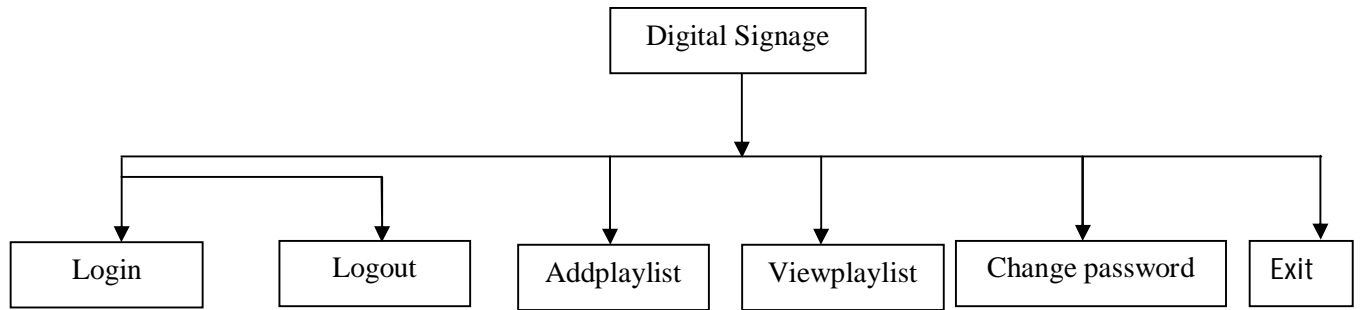 Digital Signage
Login
Logout
Addplaylist
Viewplaylist
Change password
Exit